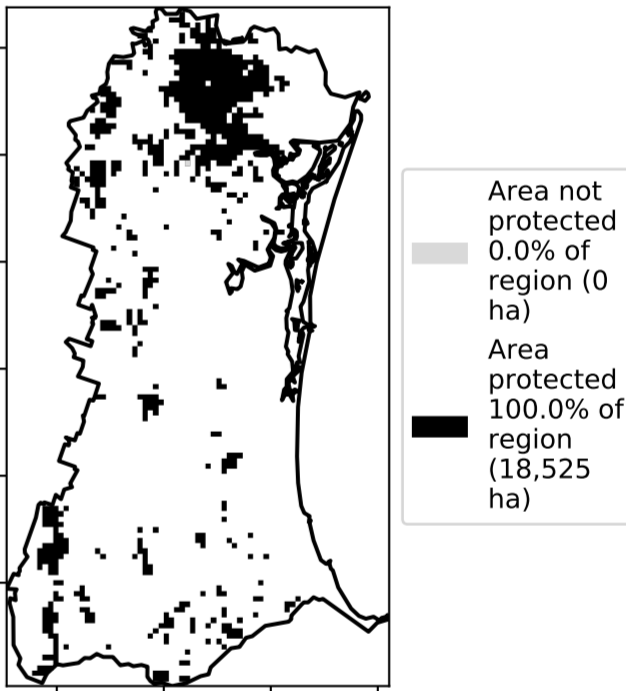 Area not
protected
0.0% of
region (0
ha)
Area
protected
100.0% of
region
(18,525
ha)